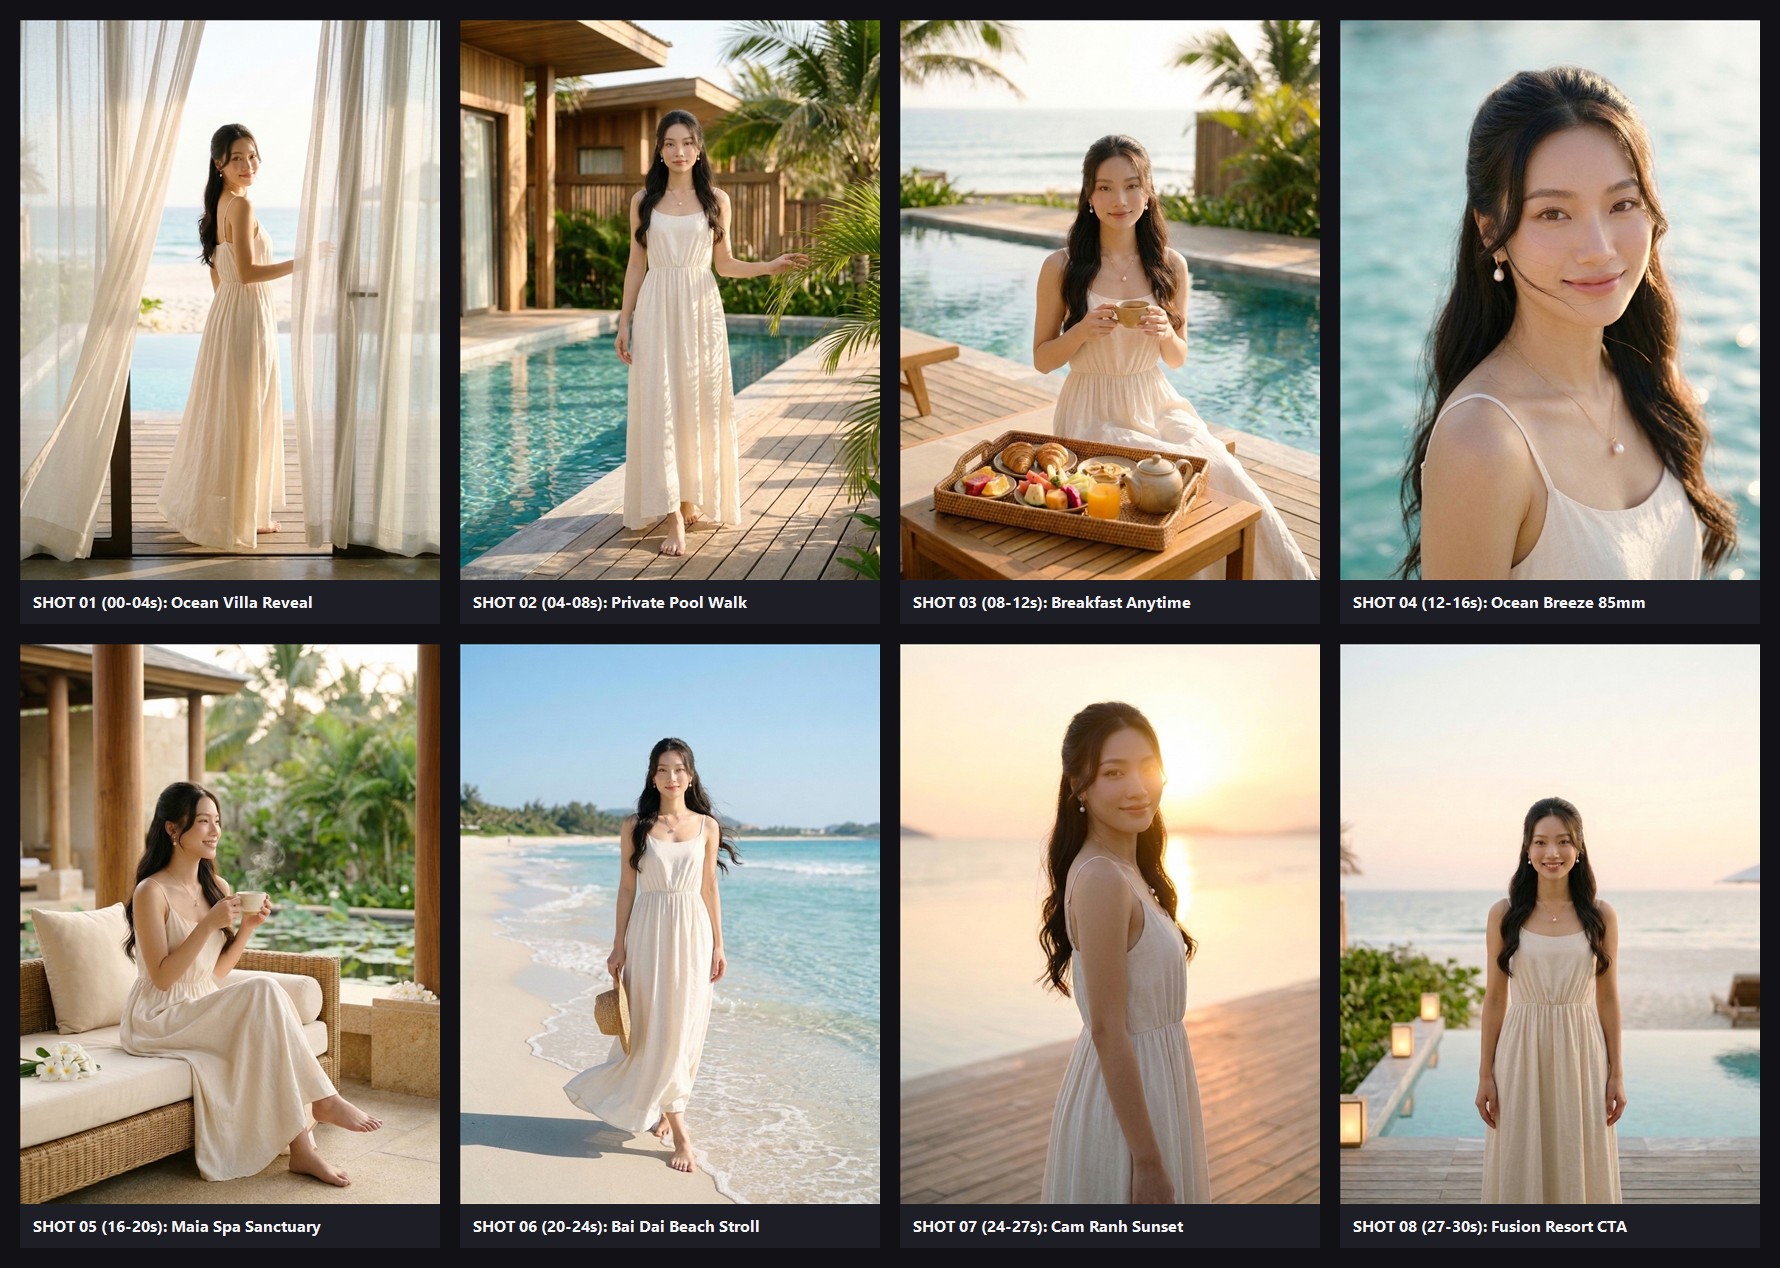 SHOT 01 (00-04s): Ocean Villa Reveal
SHOT 02 (04-08s): Private Pool Walk
SHOT 03 (08-12s): Breakfast Anytime
SHOT 04 (12-16s): Ocean Breeze 85mm
SHOT 05 (16-20s): Maia Spa Sanctuary
SHOT 06 (20-24s): Bai Dai Beach Stroll
SHOT 07 (24-27s): Cam Ranh Sunset
SHOT 08 (27-30s): Fusion Resort CTA